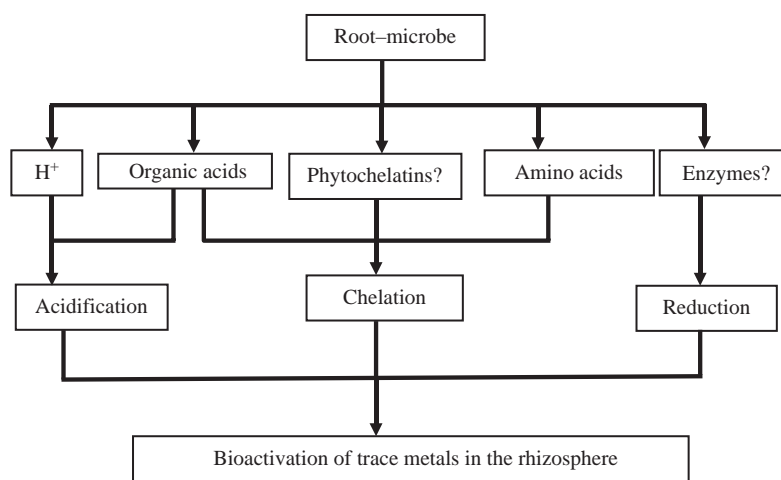 Root–microbe
H⁺
Organic acids
Phytochelatins?
Amino acids
Enzymes?
Acidification
Chelation
Reduction
Bioactivation of trace metals in the rhizosphere